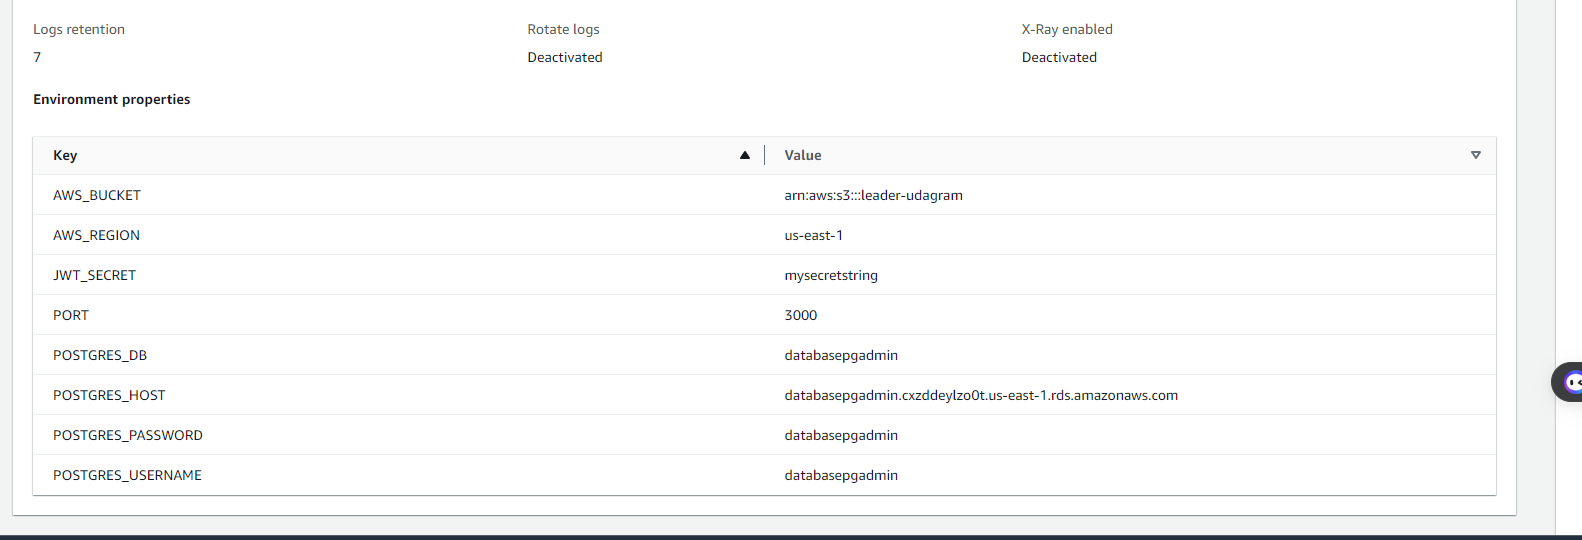 Logs retention Rotate logs X-Ray enabled
7 Deactivated Deactivated
Environment properties
Key Value
AWS_BUCKET arn:aws:s3:::leader-udagram
AWS_REGION us-east-1
JWT_SECRET mysecretstring
PORT 3000
POSTGRES_DB databasepgadmin
POSTGRES_HOST databasepgadmin.cxzddeylzo0t.us-east-1.rds.amazonaws.com
POSTGRES_PASSWORD databasepgadmin
POSTGRES_USERNAME databasepgadmin